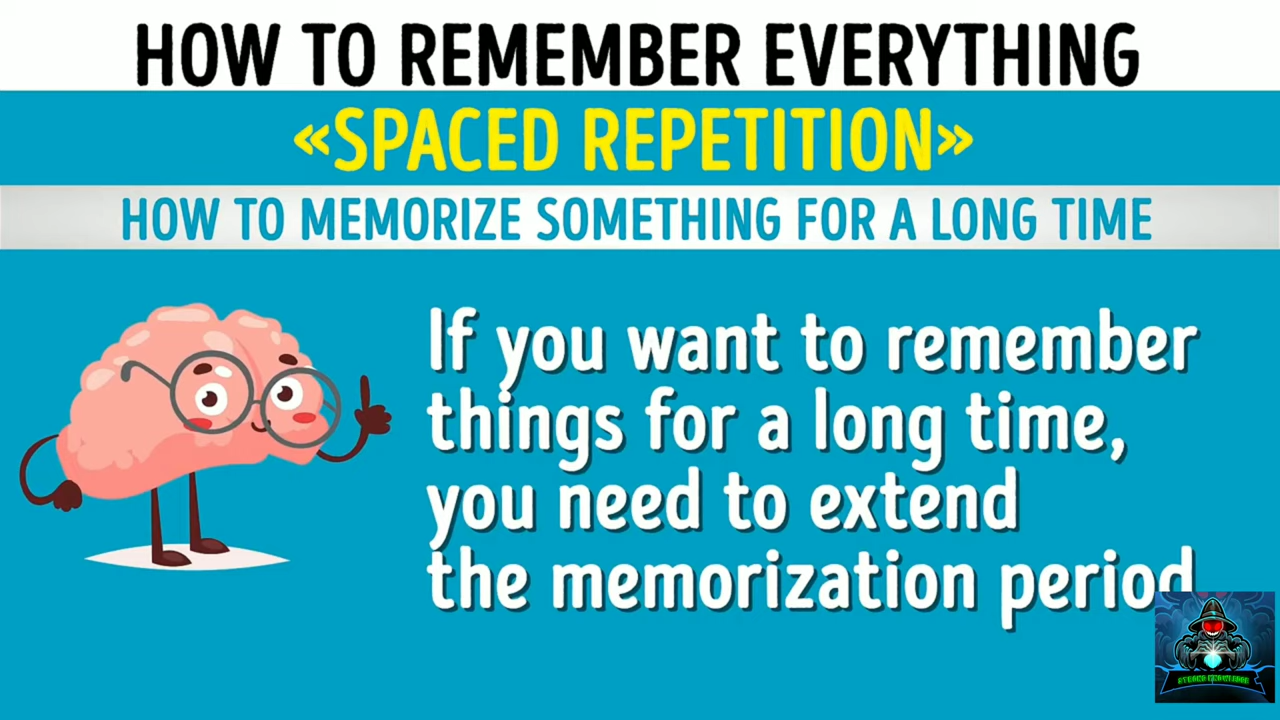 HOW TO REMEMBER EVERYTHING
«SPACED REPETITION»
HOW TO MEMORIZE SOMETHING FOR A LONG TIME
If you want to remember
things for a long time,
you need to extend
the memorization period